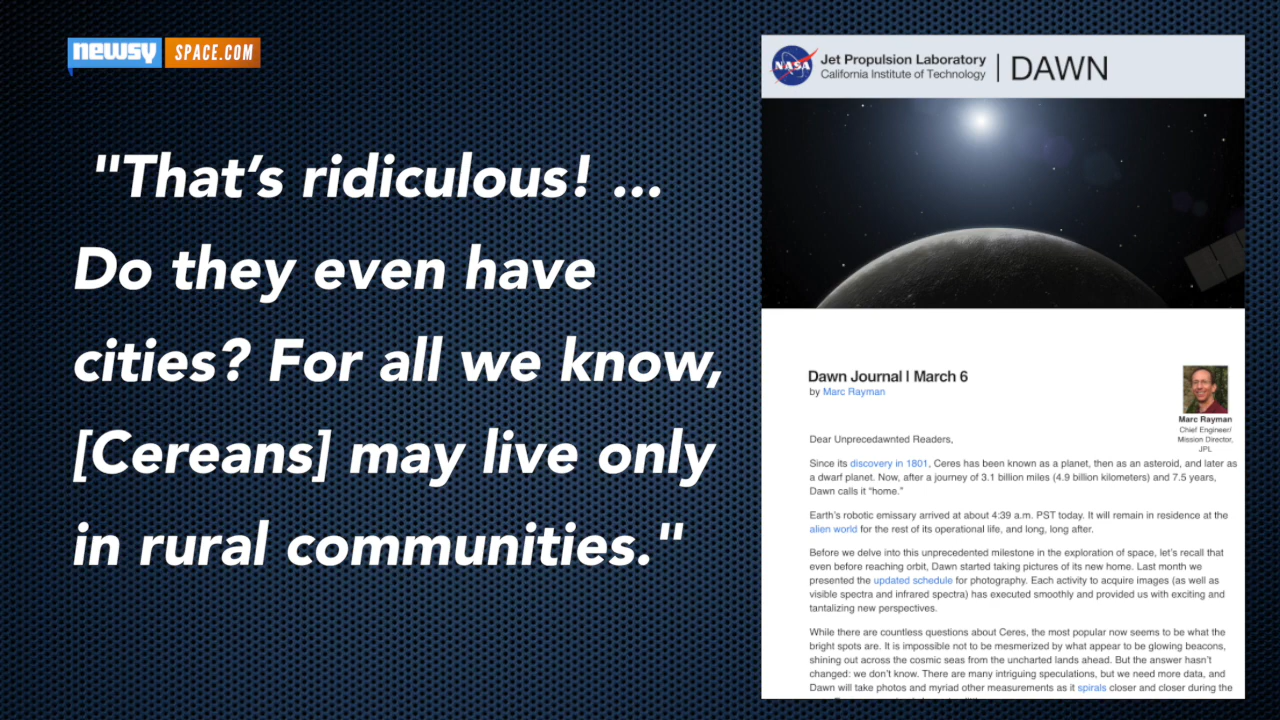 newsy SPACE.COM
"That's ridiculous! ...
Do they even have
cities? For all we know,
[Cereans] may live only
in rural communities."
NASA
Jet Propulsion Laboratory
California Institute of Technology
DAWN
Dawn Journal | March 6
by Marc Rayman
Marc Rayman
Chief Engineer/
Mission Director,
JPL
Dear Unprecedawnted Readers,
Since its discovery in 1801, Ceres has been known as a planet, then as an asteroid, and later as
a dwarf planet. Now, after a journey of 3.1 billion miles (4.9 billion kilometers) and 7.5 years,
Dawn calls it “home.”
Earth's robotic emissary arrived at about 4:39 a.m. PST today. It will remain in residence at the
alien world for the rest of its operational life, and long, long after.
Before we delve into this unprecedented milestone in the exploration of space, let's recall that
even before reaching orbit, Dawn started taking pictures of its new home. Last month we
presented the updated schedule for photography. Each activity to acquire images (as well as
visible spectra and infrared spectra) has executed smoothly and provided us with exciting and
tantalizing new perspectives.
While there are countless questions about Ceres, the most popular now seems to be what the
bright spots are. It is impossible not to be mesmerized by what appear to be glowing beacons,
shining out across the cosmic seas from the uncharted lands ahead. But the answer hasn't
changed: we don't know. There are many intriguing speculations, but we need more data, and
Dawn will take photos and myriad other measurements as it spirals closer and closer during the